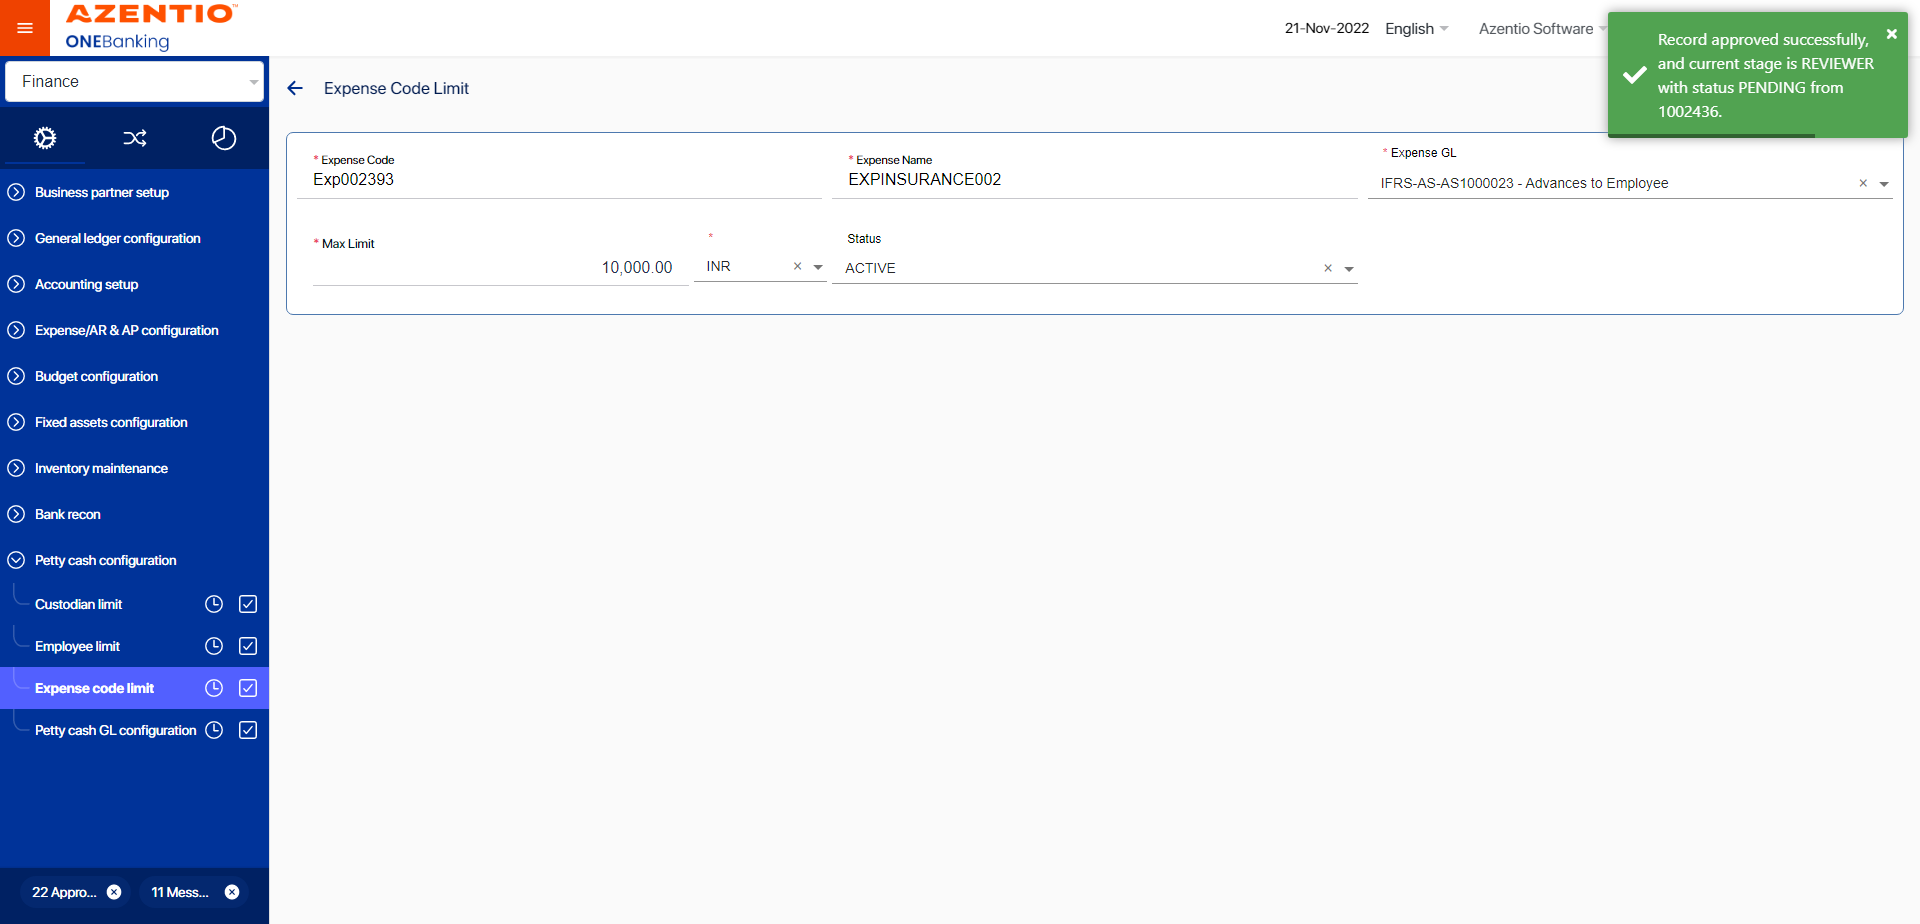 AZENTIO™
ONEBanking
21-Nov-2022 English Azentio Software
Record approved successfully,
and current stage is REVIEWER
with status PENDING from
1002436.
Finance
Expense Code Limit
* Expense Code
Exp002393
* Expense Name
EXPINSURANCE002
* Expense GL
IFRS-AS-AS1000023 - Advances to Employee
* Max Limit
10,000.00
*
INR
Status
ACTIVE
Business partner setup
General ledger configuration
Accounting setup
Expense/AR & AP configuration
Budget configuration
Fixed assets configuration
Inventory maintenance
Bank recon
Petty cash configuration
Custodian limit
Employee limit
Expense code limit
Petty cash GL configuration
22 Appro...
11 Mess...